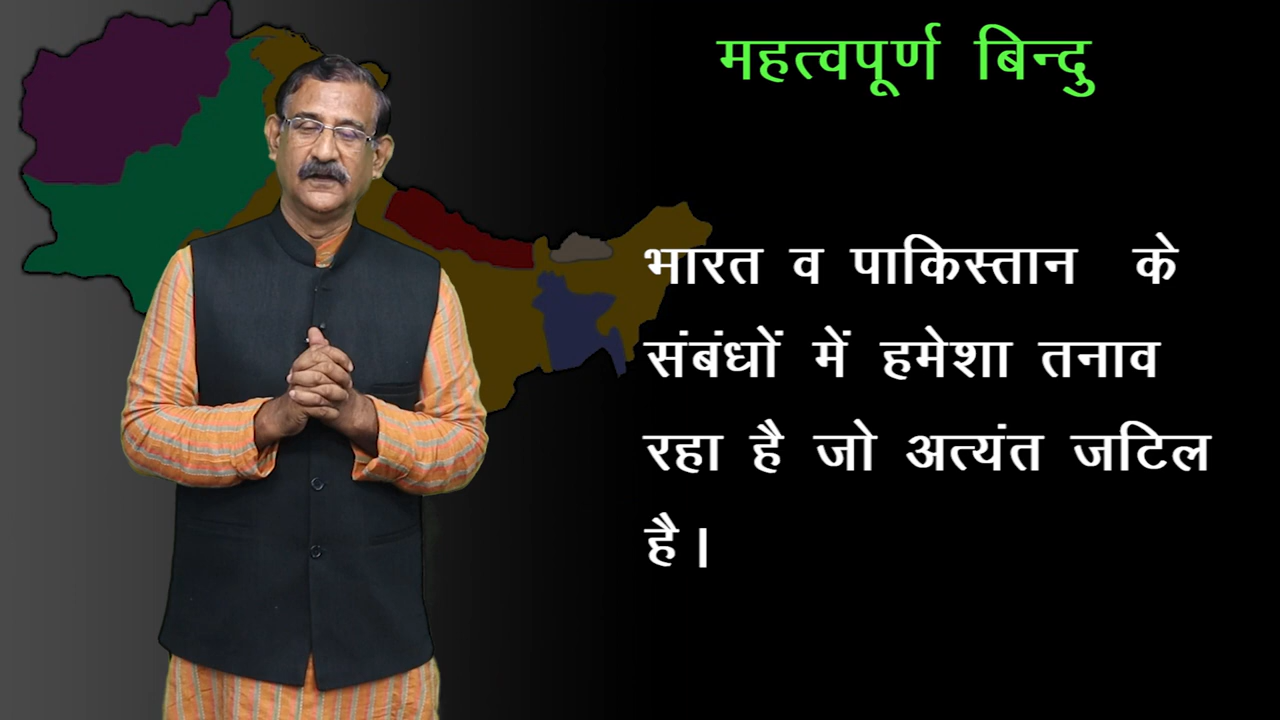 महत्वपूर्ण बिन्दु
भारत व पाकिस्तान के
संबंधों में हमेशा तनाव
रहा है जो अत्यंत जटिल
है।